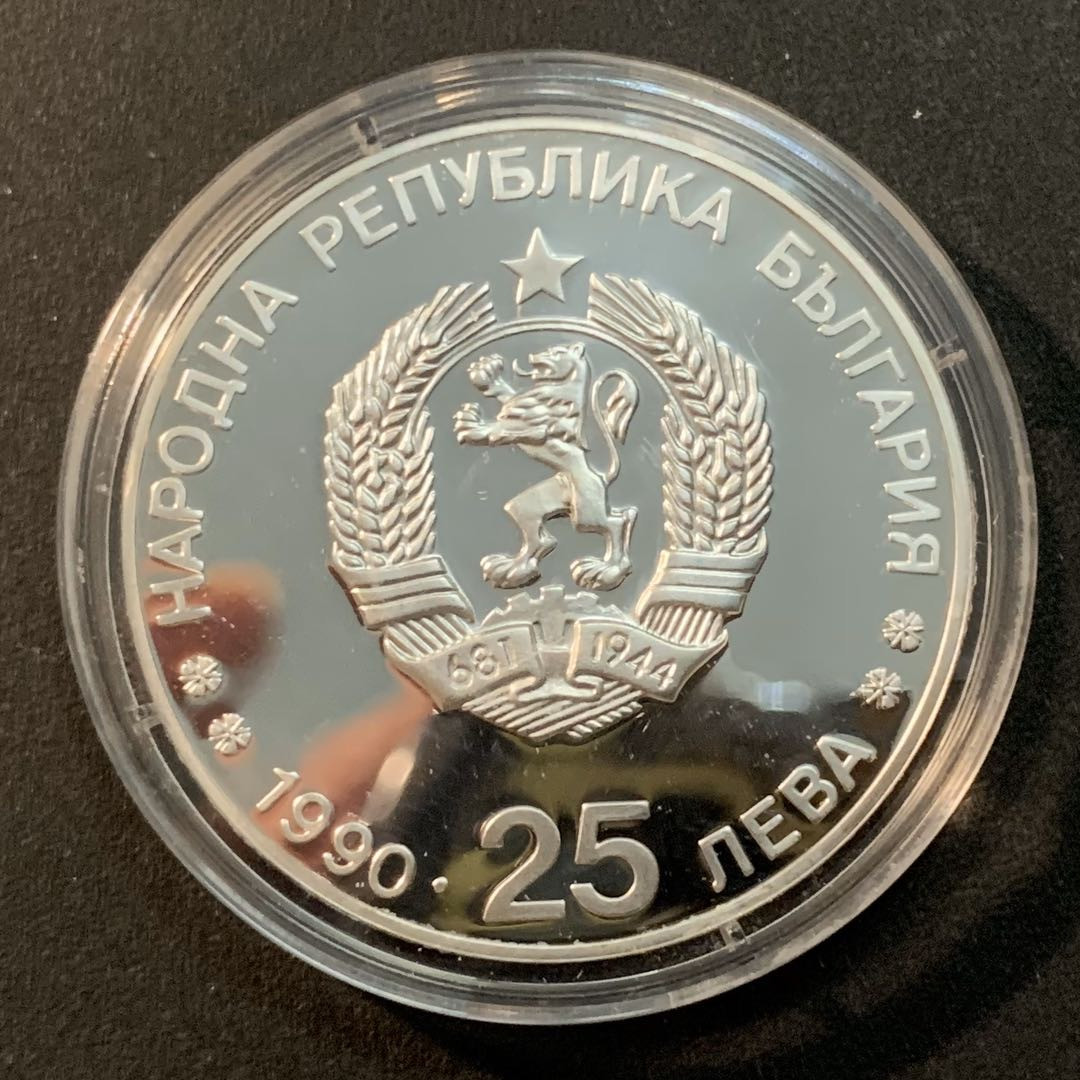 НАРОДНА РЕПУБЛИКА БЪЛГАРИЯ
681 1944
1990 · 25 ЛЕВА